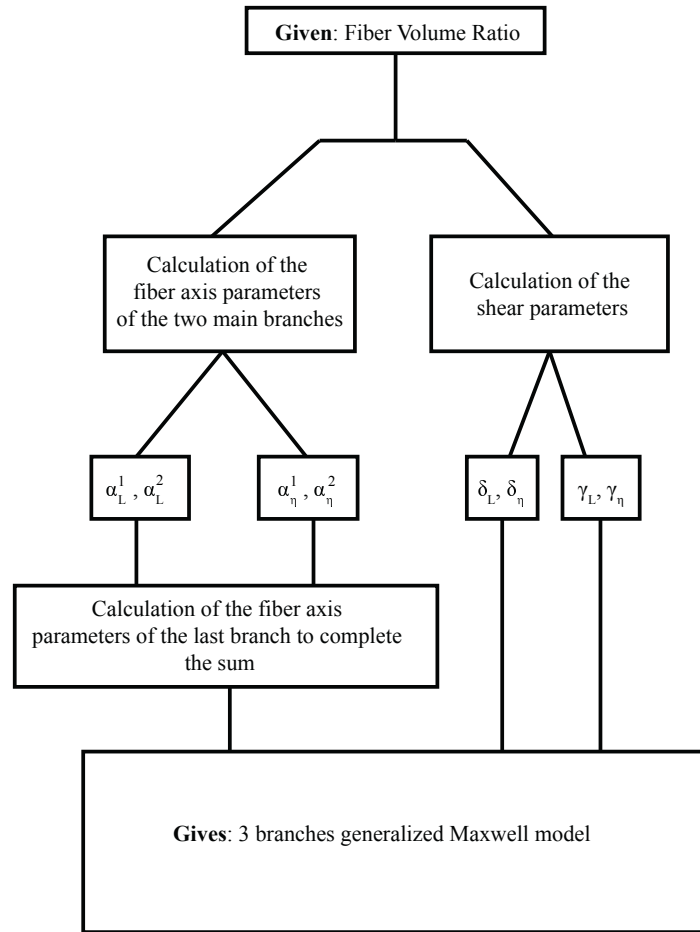 Given: Fiber Volume Ratio
Calculation of the
fiber axis parameters
of the two main branches
Calculation of the
shear parameters
α_L^1 , α_L^2
α_η^1 , α_η^2
δ_L, δ_η
γ_L, γ_η
Calculation of the fiber axis
parameters of the last branch to complete
the sum
Gives: 3 branches generalized Maxwell model